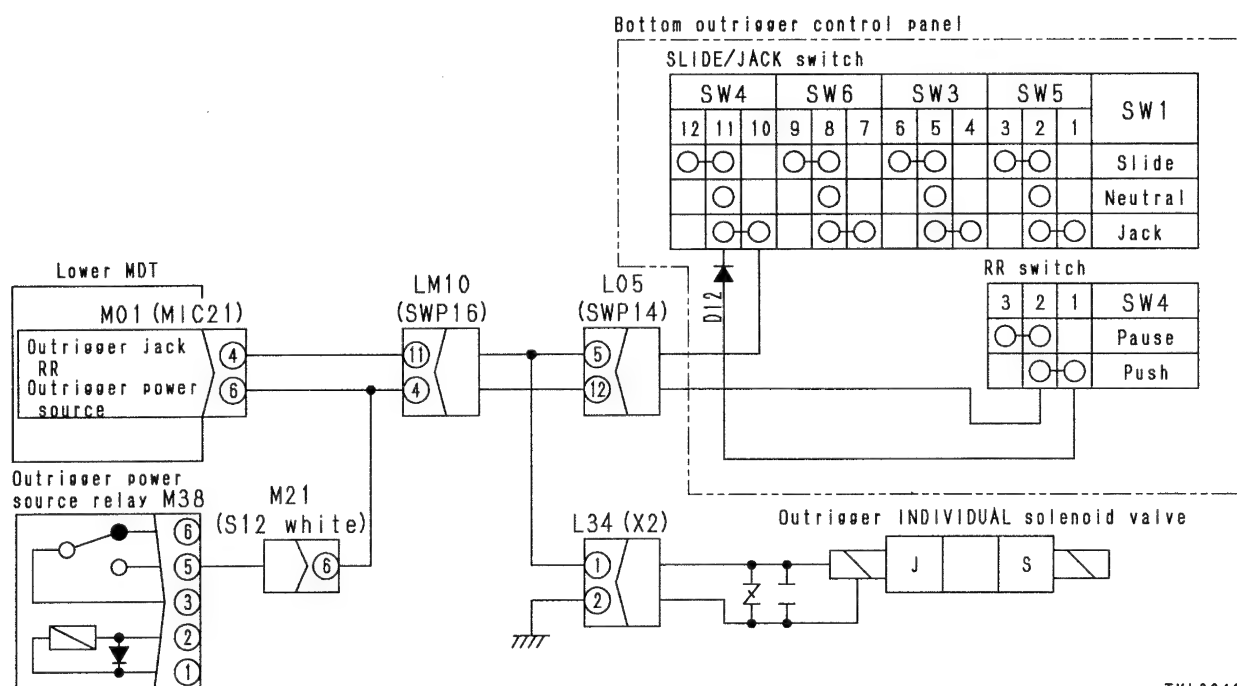 Bottom outrigger control panel
SLIDE/JACK switch
SW4 SW6 SW3 SW5 SW1
12 11 10 9 8 7 6 5 4 3 2 1
Slide
Neutral
Jack
RR switch
3 2 1 SW4
Pause
Push
D12
Lower MDT
M01 (MIC21)
Outrigger jack
RR
Outrigger power
source
4
6
LM10
(SWP16)
11
4
L05
(SWP14)
5
12
Outrigger power
source relay M38
6
5
3
2
1
M21
(S12 white)
6
L34 (X2)
1
2
Outrigger INDIVIDUAL solenoid valve
J S